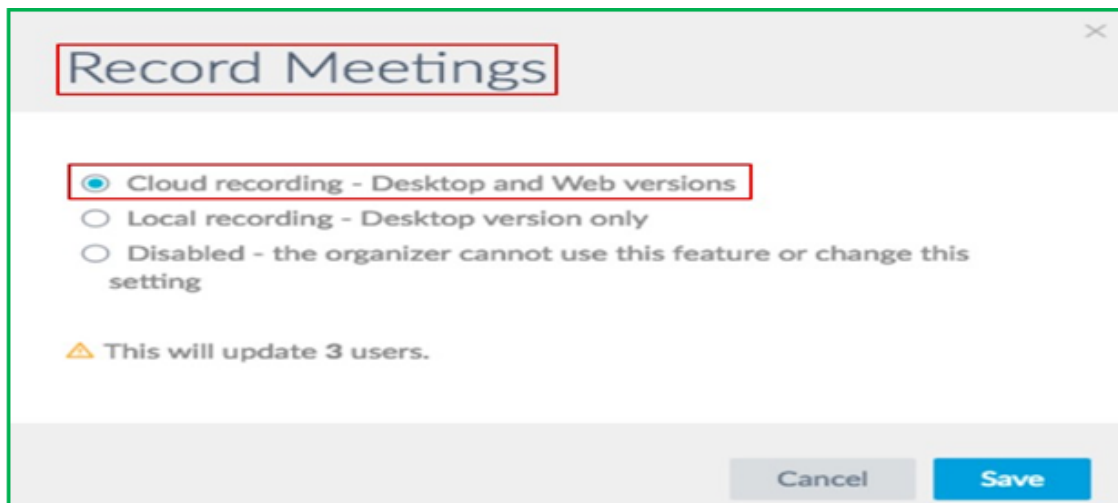 Record Meetings
Cloud recording - Desktop and Web versions
Local recording - Desktop version only
Disabled - the organizer cannot use this feature or change this
setting
This will update 3 users.
Cancel
Save